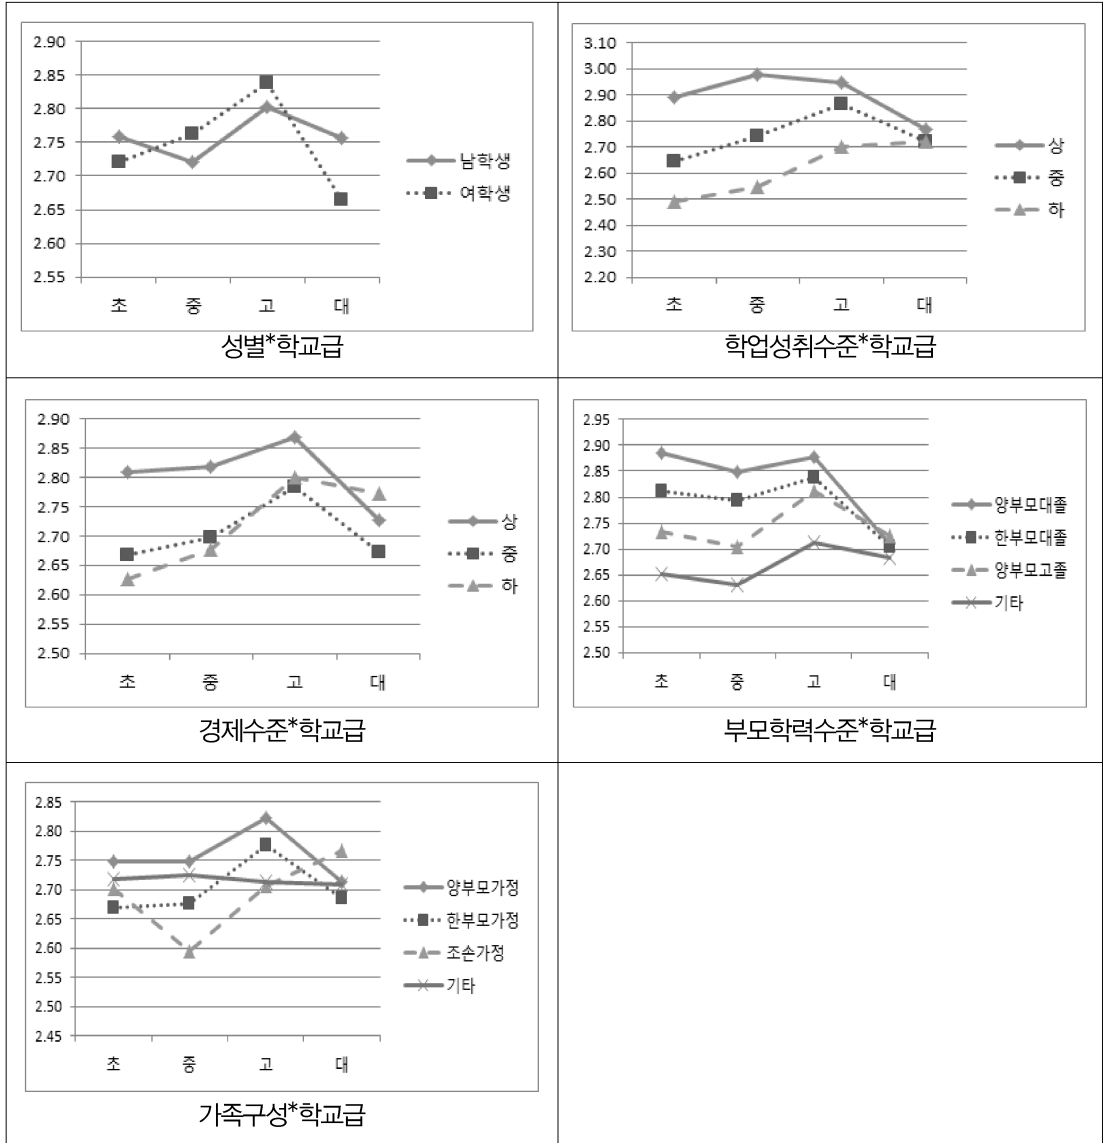 2.90
2.85
2.80
2.75
2.70
2.65
2.60
2.55
초 중 고 대
남학생
여학생
성별*학교급
3.10
3.00
2.90
2.80
2.70
2.60
2.50
2.40
2.30
2.20
초 중 고 대
상
중
하
학업성취수준*학교급
2.90
2.85
2.80
2.75
2.70
2.65
2.60
2.55
2.50
초 중 고 대
상
중
하
경제수준*학교급
2.95
2.90
2.85
2.80
2.75
2.70
2.65
2.60
2.55
2.50
초 중 고 대
양부모대졸
한부모대졸
양부모고졸
기타
부모학력수준*학교급
2.85
2.80
2.75
2.70
2.65
2.60
2.55
2.50
2.45
초 중 고 대
양부모가정
한부모가정
조손가정
기타
가족구성*학교급